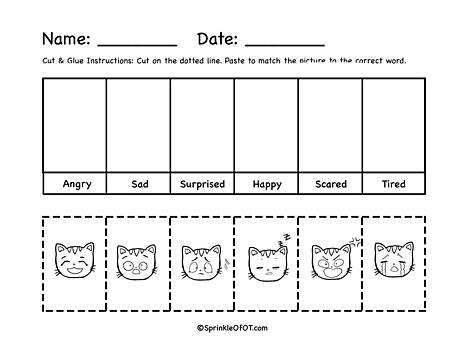 Name: ________ Date: ________
Cut & Glue Instructions: Cut on the dotted line. Paste to match the picture to the correct word.
Angry Sad Surprised Happy Scared Tired
z z z
©SprinkleOfOT.com